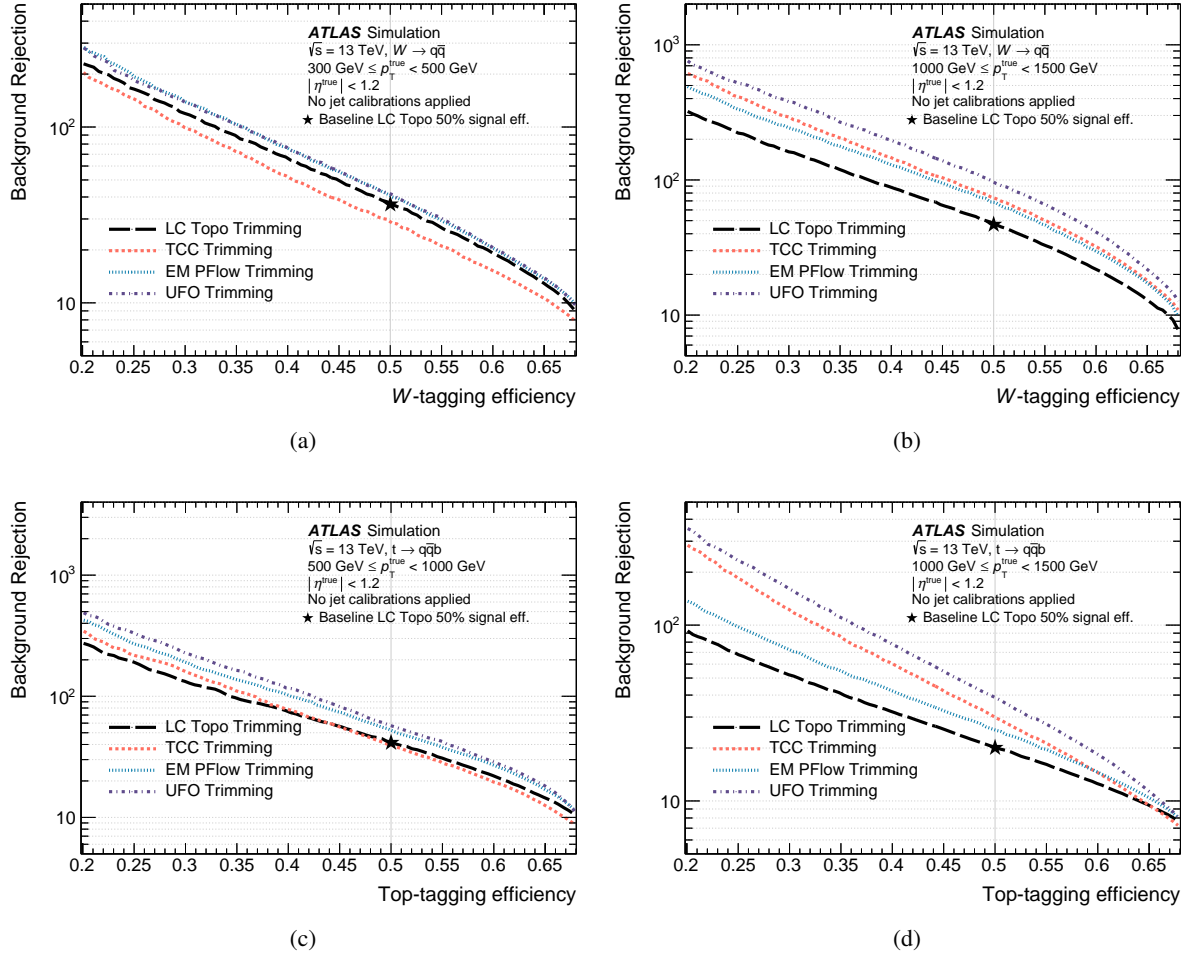 Background Rejection
10²
10
ATLAS Simulation
√s = 13 TeV, W → qq̅
300 GeV ≤ p_T^true < 500 GeV
|η^true| < 1.2
No jet calibrations applied
★ Baseline LC Topo 50% signal eff.
LC Topo Trimming
TCC Trimming
EM PFlow Trimming
UFO Trimming
0.2 0.25 0.3 0.35 0.4 0.45 0.5 0.55 0.6 0.65
W-tagging efficiency
(a)
Background Rejection
10³
10²
10
ATLAS Simulation
√s = 13 TeV, W → qq̅
1000 GeV ≤ p_T^true < 1500 GeV
|η^true| < 1.2
No jet calibrations applied
★ Baseline LC Topo 50% signal eff.
LC Topo Trimming
TCC Trimming
EM PFlow Trimming
UFO Trimming
0.2 0.25 0.3 0.35 0.4 0.45 0.5 0.55 0.6 0.65
W-tagging efficiency
(b)
Background Rejection
10³
10²
10
ATLAS Simulation
√s = 13 TeV, t → qq̅b
500 GeV ≤ p_T^true < 1000 GeV
|η^true| < 1.2
No jet calibrations applied
★ Baseline LC Topo 50% signal eff.
LC Topo Trimming
TCC Trimming
EM PFlow Trimming
UFO Trimming
0.2 0.25 0.3 0.35 0.4 0.45 0.5 0.55 0.6 0.65
Top-tagging efficiency
(c)
Background Rejection
10²
10
ATLAS Simulation
√s = 13 TeV, t → qq̅b
1000 GeV ≤ p_T^true < 1500 GeV
|η^true| < 1.2
No jet calibrations applied
★ Baseline LC Topo 50% signal eff.
LC Topo Trimming
TCC Trimming
EM PFlow Trimming
UFO Trimming
0.2 0.25 0.3 0.35 0.4 0.45 0.5 0.55 0.6 0.65
Top-tagging efficiency
(d)